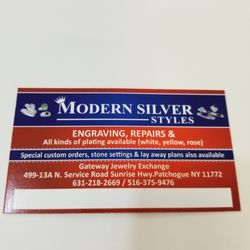 MODERN SILVER
STYLES
ENGRAVING, REPAIRS &
All kinds of plating available (white, yellow, rose)
Special custom orders, stone settings & lay away plans also available
Gateway Jewelry Exchange
499-13A N. Service Road Sunrise Hwy.Patchogue NY 11772
631-218-2669 / 516-375-9476